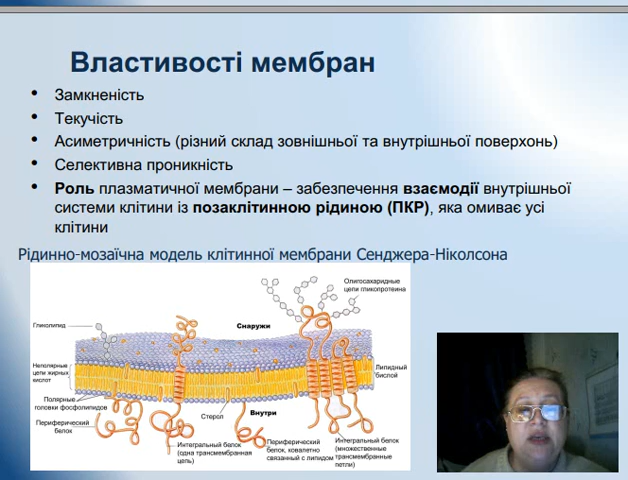 Властивості мембран
• Замкненість
• Текучість
• Асиметричність (різний склад зовнішньої та внутрішньої поверхонь)
• Селективна проникність
• Роль плазматичної мембрани – забезпечення взаємодії внутрішньої
системи клітини із позаклітинною рідиною (ПКР), яка омиває усі
клітини
Рідинно-мозаїчна модель клітинної мембрани Сенджера-Ніколсона
Олигосахаридные
цепи гликопротеина
Гликолипид
Снаружи
Неполярные
цепи жирных
кислот
Липидный
бислой
Полярные
головки фосфолипидов
Стерол
Внутри
Периферический
белок
Интегральный белок
(одна трансмембранная
цепь)
Периферический
белок, ковалентно
связанный с липидом
Интегральный белок
(множественные
трансмембранные
петли)